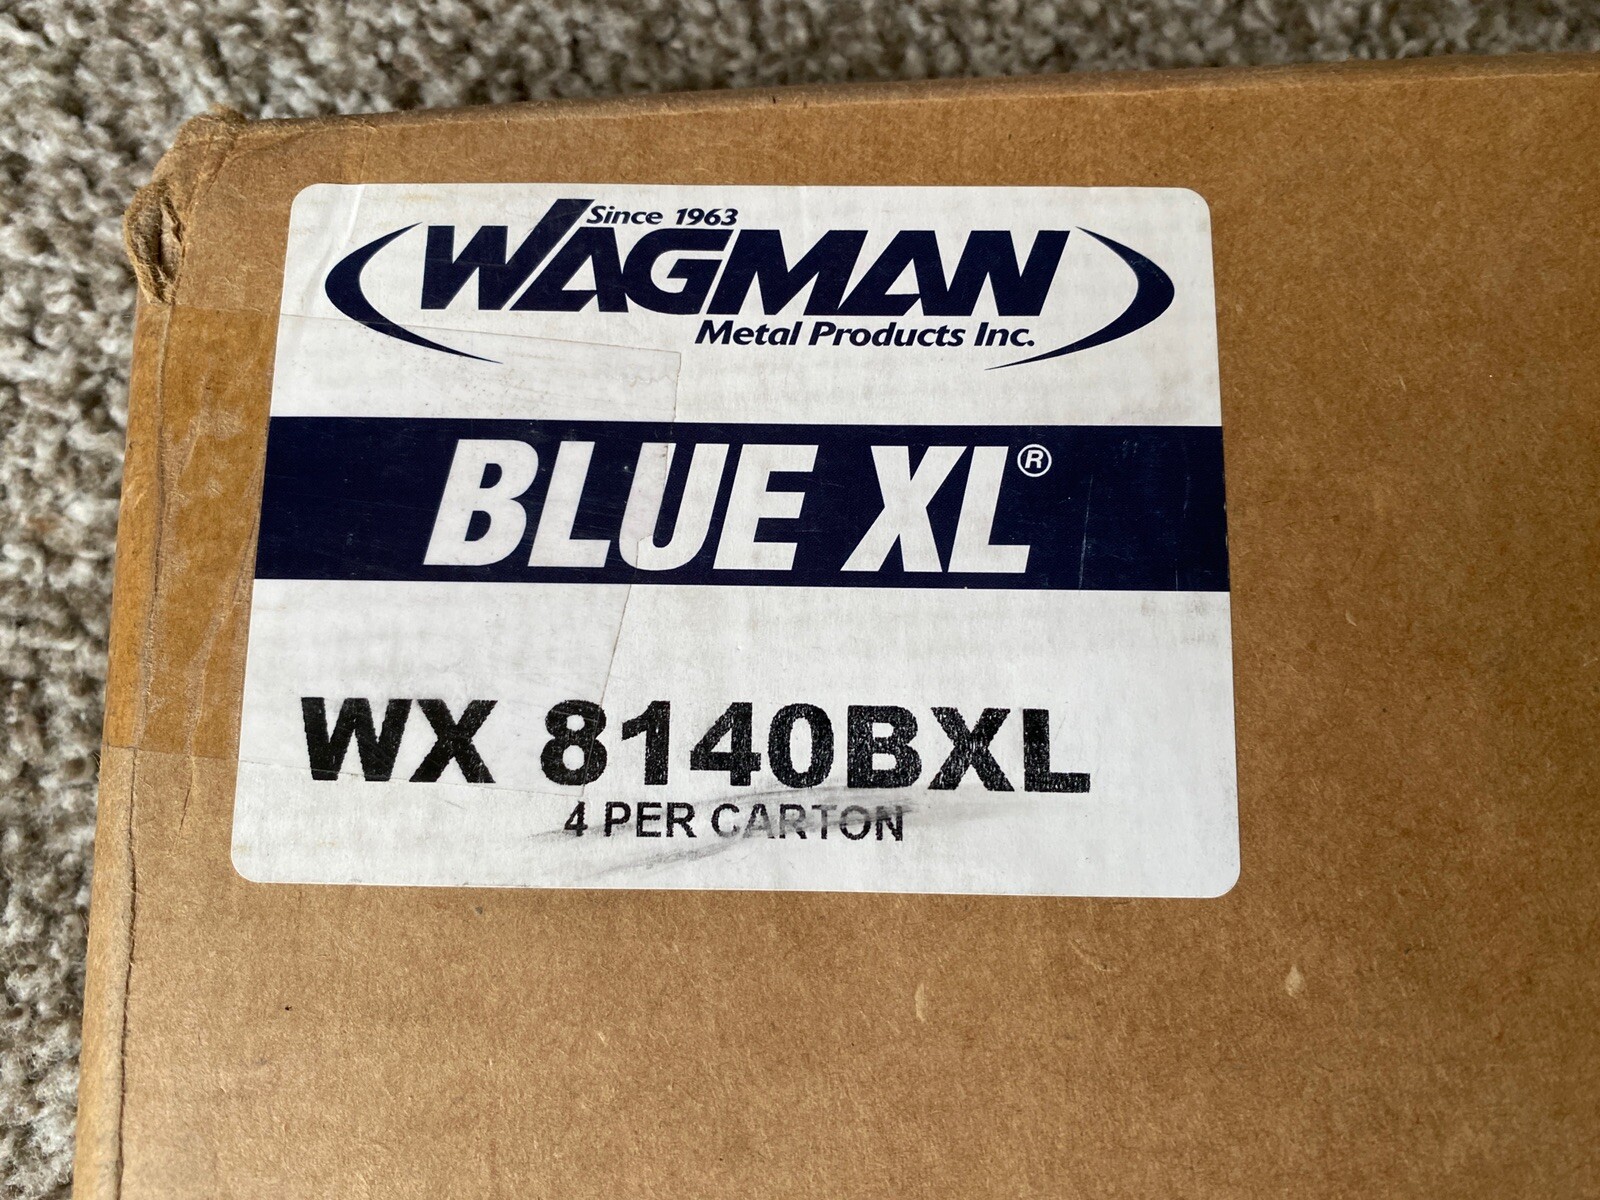 Since 1963
WAGMAN
Metal Products Inc.
BLUE XL®
WX 8140BXL
4 PER CARTON